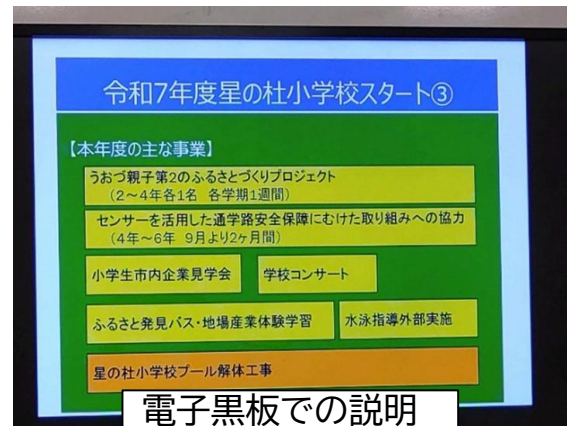 令和7年度星の杜小学校スタート③
【本年度の主な事業】
うおづ親子第2のふるさとづくりプロジェクト
(2~4年各1名 各学期1週間)
センサーを活用した通学路安全保障にむけた取り組みへの協力
(4年~6年 9月より2ヶ月間)
小学生市内企業見学会
学校コンサート
ふるさと発見バス・地場産業体験学習
水泳指導外部実施
星の杜小学校プール解体工事
電子黒板での説明